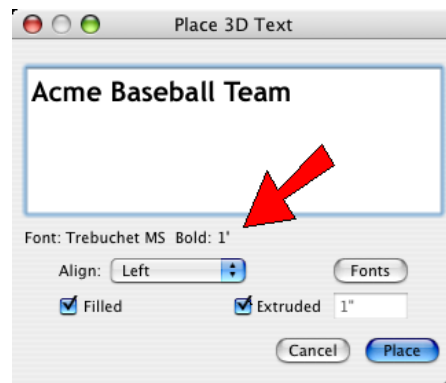 Place 3D Text
Acme Baseball Team
Font: Trebuchet MS Bold: 1'
Align: Left Fonts
Filled Extruded 1"
Cancel Place